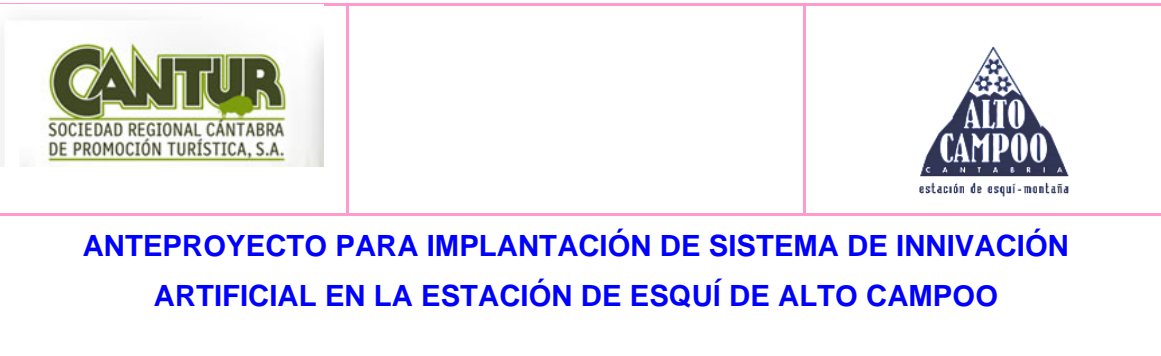 CANTUR
SOCIEDAD REGIONAL CÁNTABRA
DE PROMOCIÓN TURÍSTICA, S.A.
ALTO
CAMPOO
CANTABRIA
estación de esquí-montaña
ANTEPROYECTO PARA IMPLANTACIÓN DE SISTEMA DE INNIVACIÓN
ARTIFICIAL EN LA ESTACIÓN DE ESQUÍ DE ALTO CAMPOO